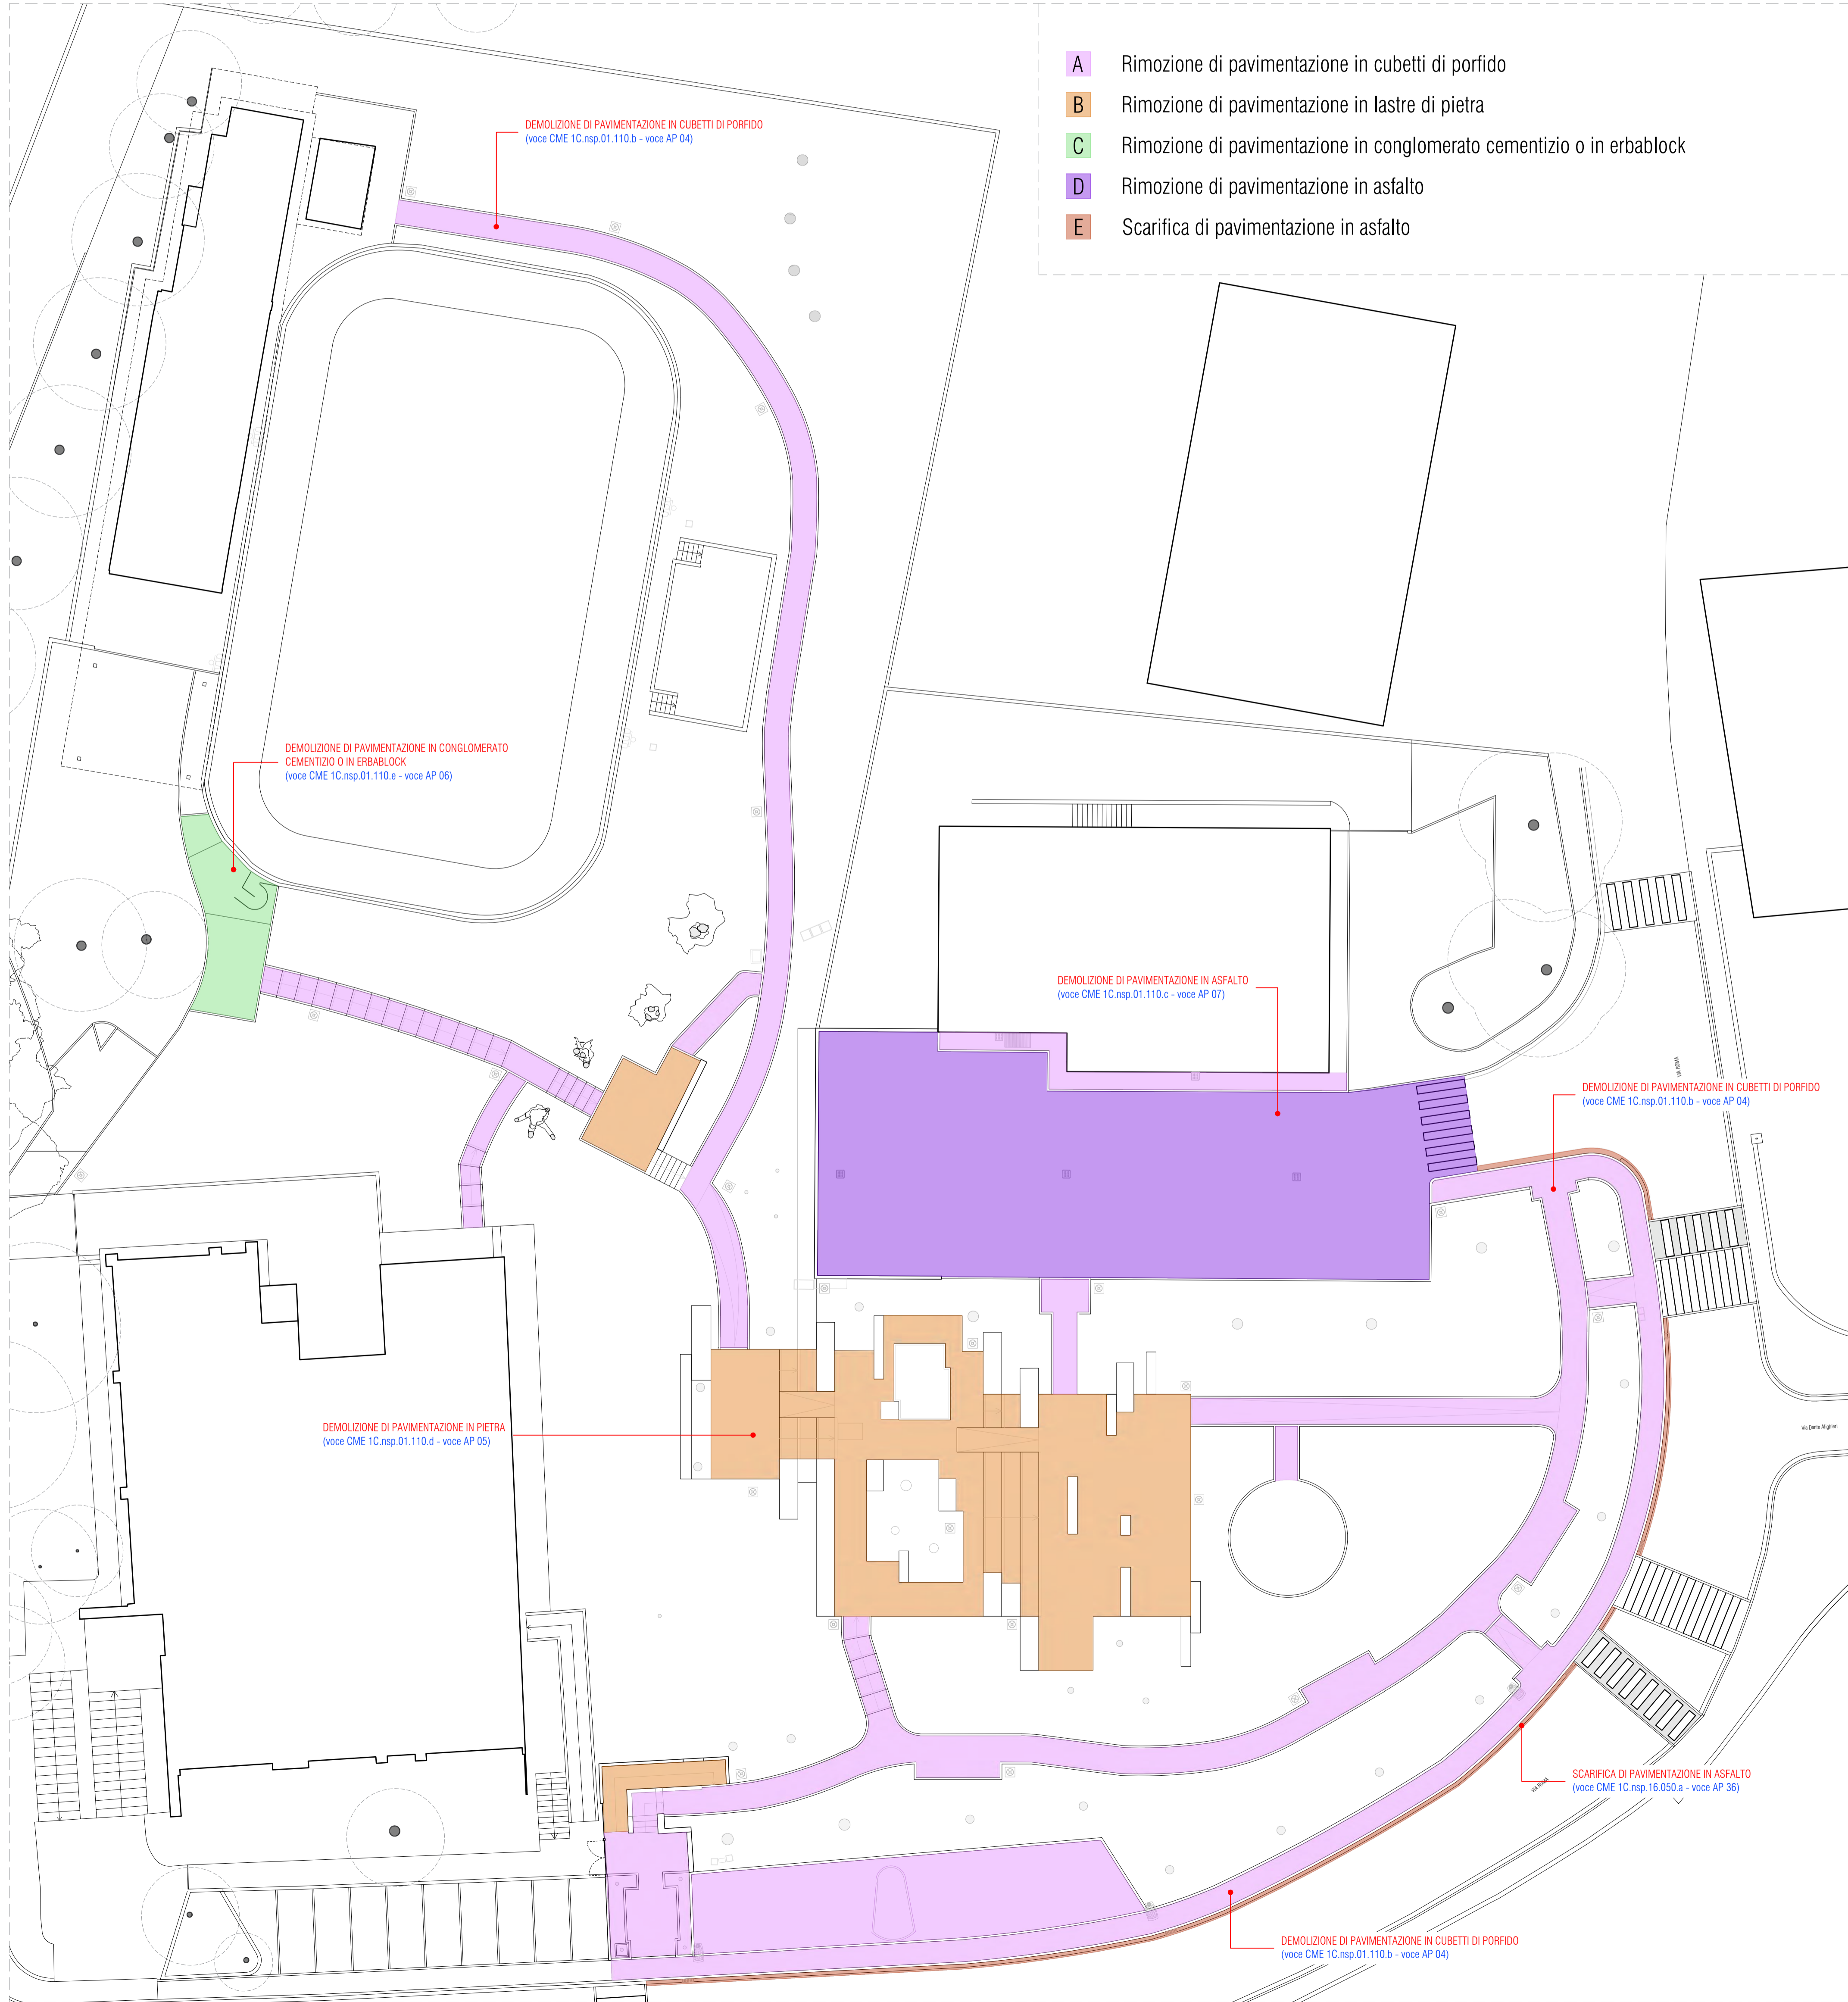 A Rimozione di pavimentazione in cubetti di porfido
B Rimozione di pavimentazione in lastre di pietra
C Rimozione di pavimentazione in conglomerato cementizio o in erbablock
D Rimozione di pavimentazione in asfalto
E Scarifica di pavimentazione in asfalto
DEMOLIZIONE DI PAVIMENTAZIONE IN CUBETTI DI PORFIDO
(voce CME 1C.nsp.01.110.b - voce AP 04)
DEMOLIZIONE DI PAVIMENTAZIONE IN CONGLOMERATO
CEMENTIZIO O IN ERBABLOCK
(voce CME 1C.nsp.01.110.e - voce AP 06)
DEMOLIZIONE DI PAVIMENTAZIONE IN ASFALTO
(voce CME 1C.nsp.01.110.c - voce AP 07)
VIA ROMA
DEMOLIZIONE DI PAVIMENTAZIONE IN CUBETTI DI PORFIDO
(voce CME 1C.nsp.01.110.b - voce AP 04)
DEMOLIZIONE DI PAVIMENTAZIONE IN PIETRA
(voce CME 1C.nsp.01.110.d - voce AP 05)
Via Dante Alighieri
SCARIFICA DI PAVIMENTAZIONE IN ASFALTO
(voce CME 1C.nsp.16.050.a - voce AP 36)
VIA ROMA
DEMOLIZIONE DI PAVIMENTAZIONE IN CUBETTI DI PORFIDO
(voce CME 1C.nsp.01.110.b - voce AP 04)